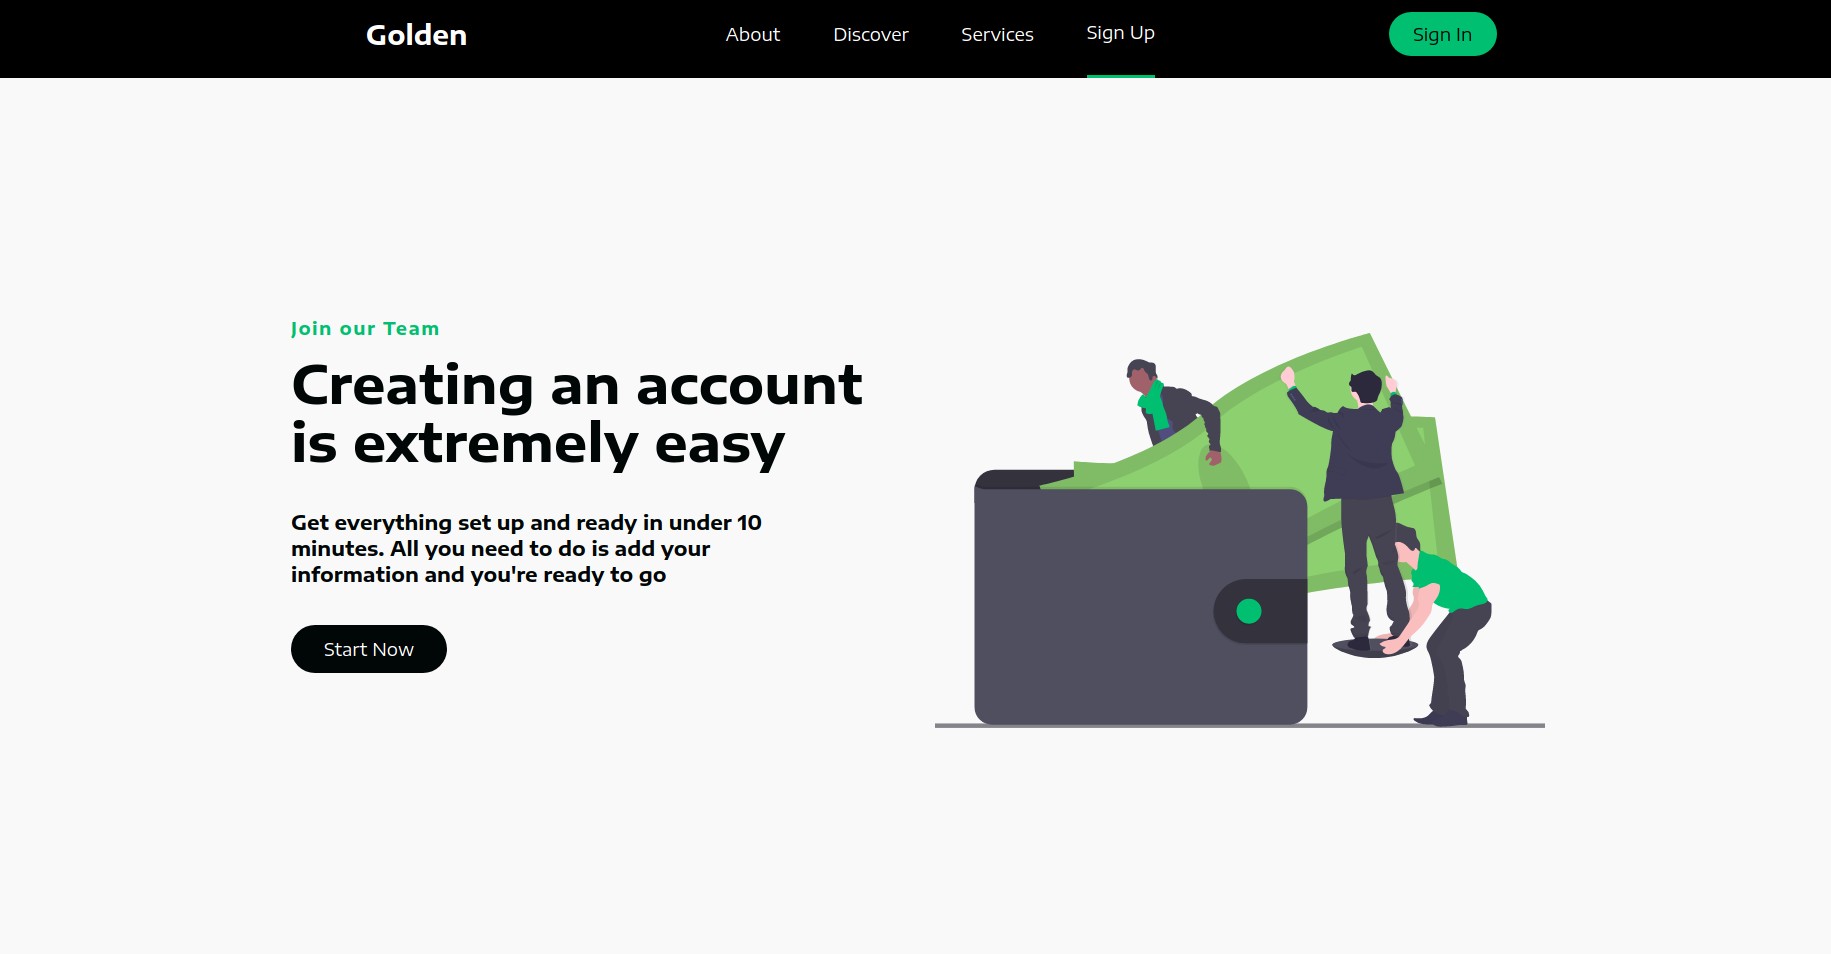 Golden
About
Discover
Services
Sign Up
Sign In
Join our Team
Creating an account
is extremely easy
Get everything set up and ready in under 10
minutes. All you need to do is add your
information and you're ready to go
Start Now